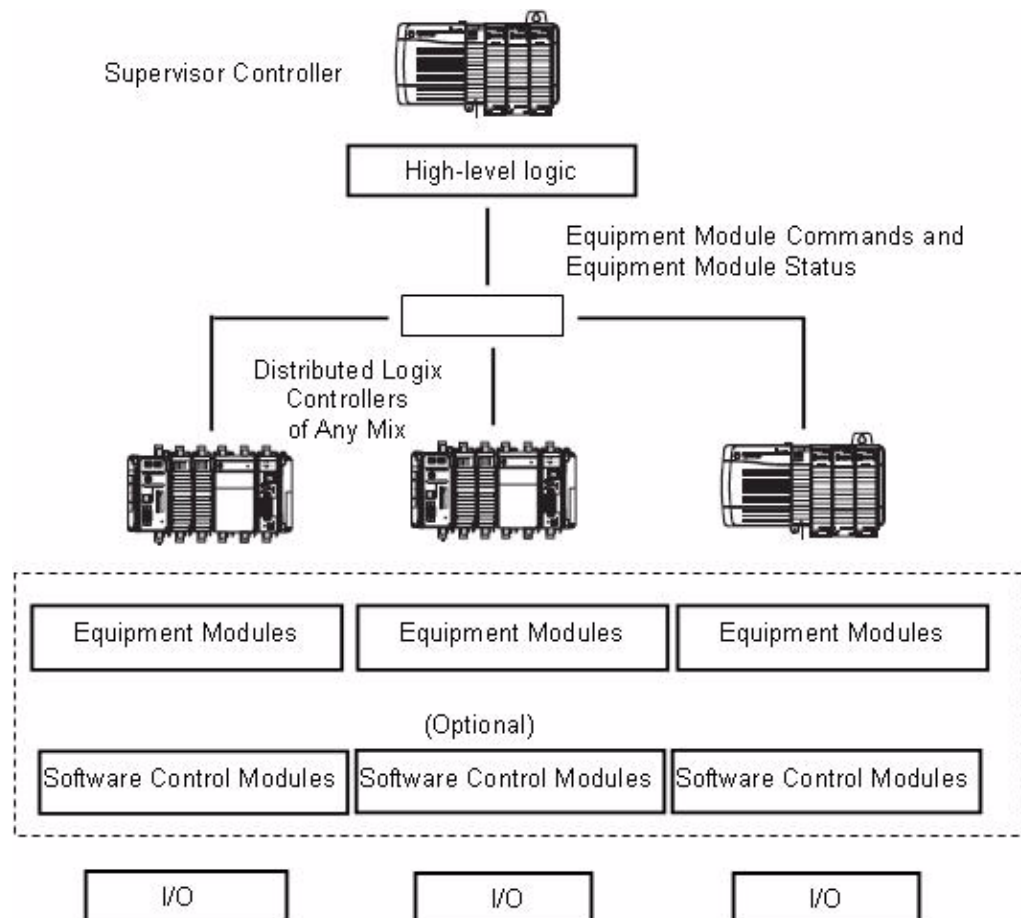 Supervisor Controller
High-level logic
Equipment Module Commands and
Equipment Module Status
Distributed Logix
Controllers
of Any Mix
Equipment Modules
Equipment Modules
Equipment Modules
(Optional)
Software Control Modules
Software Control Modules
Software Control Modules
I/O
I/O
I/O